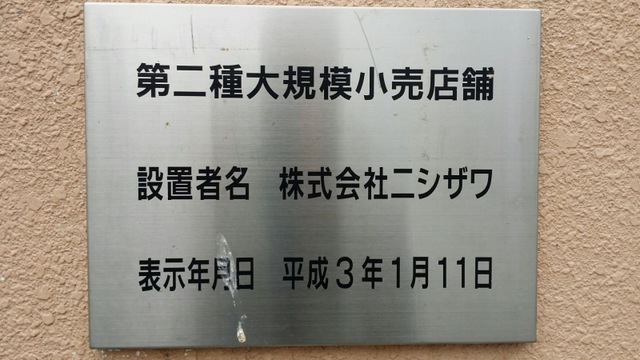 第二種大規模小売店舗
設置者名　株式会社ニシザワ
表示年月日　平成3年1月11日